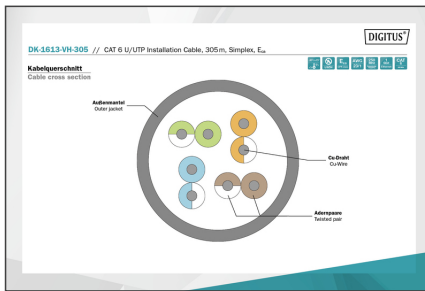 DIGITUS®
DK-1613-VH-305 // CAT 6 U/UTP Installation Cable, 305 m, Simplex, Eca
Kabelquerschnitt
Cable cross section
Außenmantel
Outer jacket
Cu-Draht
Cu-Wire
Adernpaare
Twisted pair